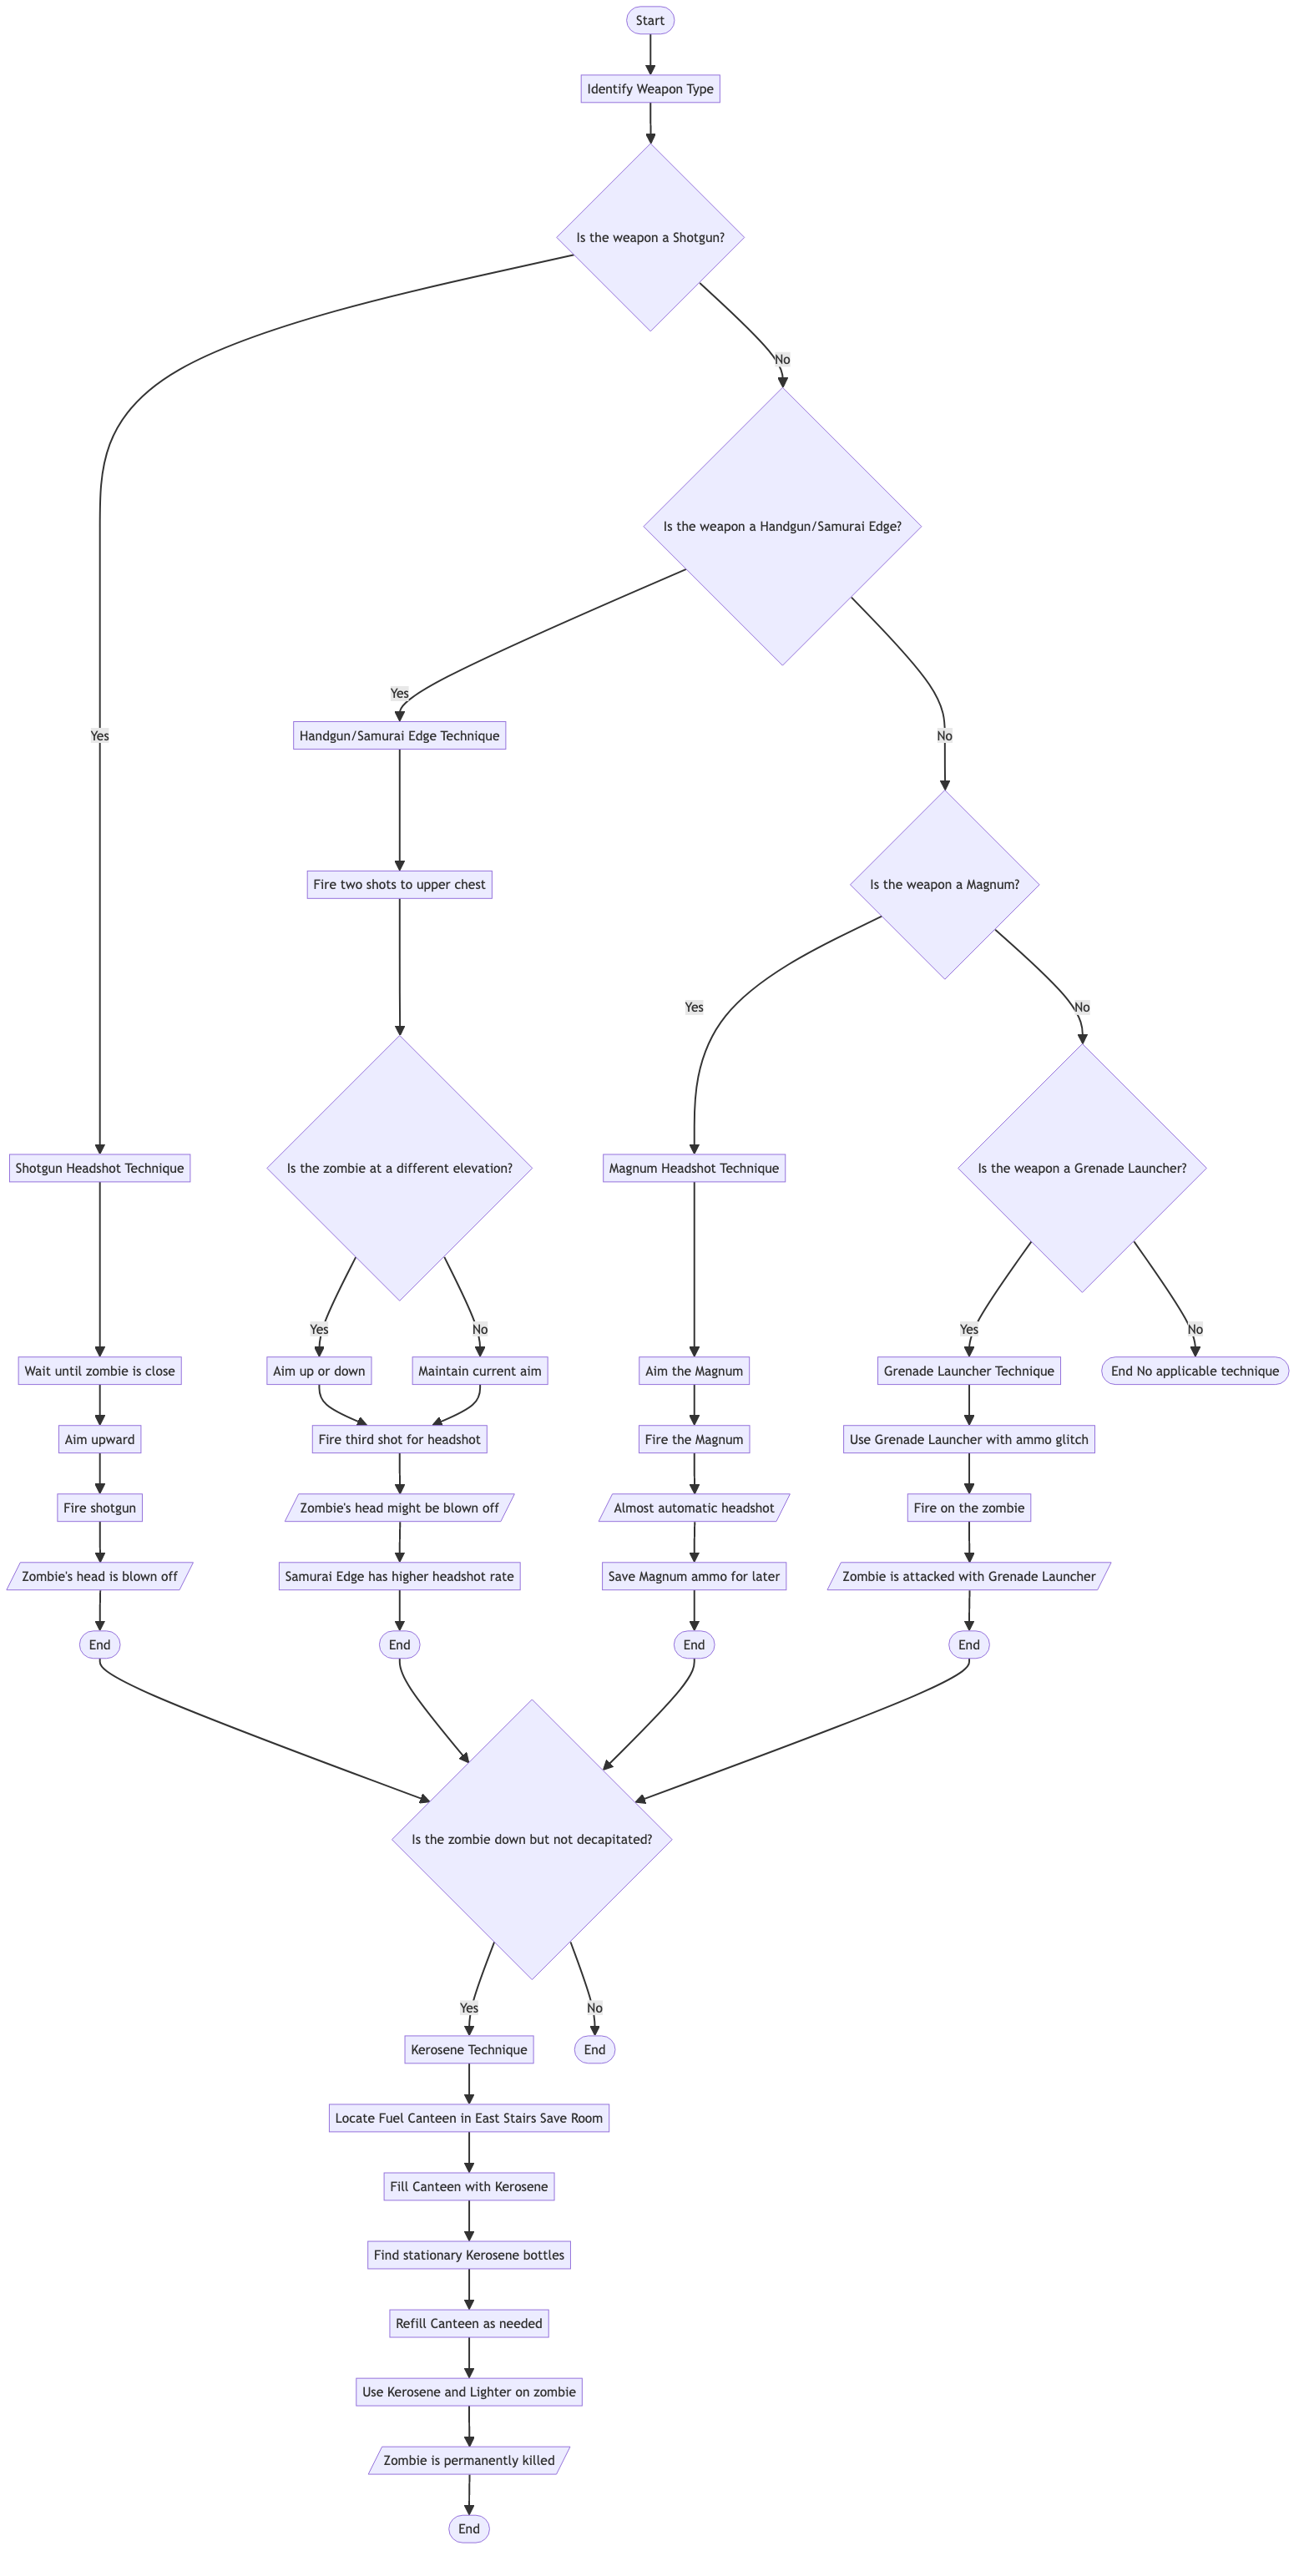 Start
Identify Weapon Type
Is the weapon a Shotgun?
No
Is the weapon a Handgun/Samurai Edge?
Yes
Handgun/Samurai Edge Technique
Yes
No
Fire two shots to upper chest
Is the weapon a Magnum?
Yes
No
Shotgun Headshot Technique
Is the zombie at a different elevation?
Magnum Headshot Technique
Is the weapon a Grenade Launcher?
Yes
No
Yes
No
Wait until zombie is close
Aim up or down
Maintain current aim
Aim the Magnum
Grenade Launcher Technique
End No applicable technique
Aim upward
Fire third shot for headshot
Fire the Magnum
Use Grenade Launcher with ammo glitch
Fire shotgun
Zombie's head might be blown off
Almost automatic headshot
Fire on the zombie
Zombie's head is blown off
Samurai Edge has higher headshot rate
Save Magnum ammo for later
Zombie is attacked with Grenade Launcher
End
End
End
End
Is the zombie down but not decapitated?
Yes
No
Kerosene Technique
End
Locate Fuel Canteen in East Stairs Save Room
Fill Canteen with Kerosene
Find stationary Kerosene bottles
Refill Canteen as needed
Use Kerosene and Lighter on zombie
Zombie is permanently killed
End